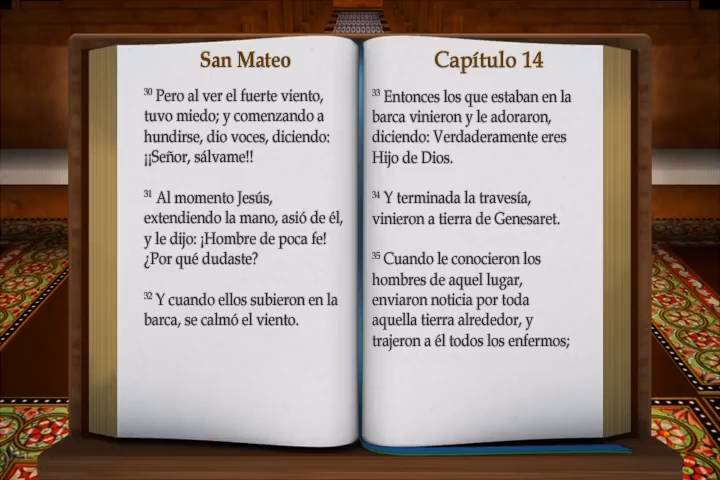 San Mateo
30 Pero al ver el fuerte viento,
tuvo miedo; y comenzando a
hundirse, dio voces, diciendo:
¡¡Señor, sálvame!!
31 Al momento Jesús,
extendiendo la mano, asió de él,
y le dijo: ¡Hombre de poca fe!
¿Por qué dudaste?
32 Y cuando ellos subieron en la
barca, se calmó el viento.
Capítulo 14
33 Entonces los que estaban en la
barca vinieron y le adoraron,
diciendo: Verdaderamente eres
Hijo de Dios.
34 Y terminada la travesía,
vinieron a tierra de Genesaret.
35 Cuando le conocieron los
hombres de aquel lugar,
enviaron noticia por toda
aquella tierra alrededor, y
trajeron a él todos los enfermos;